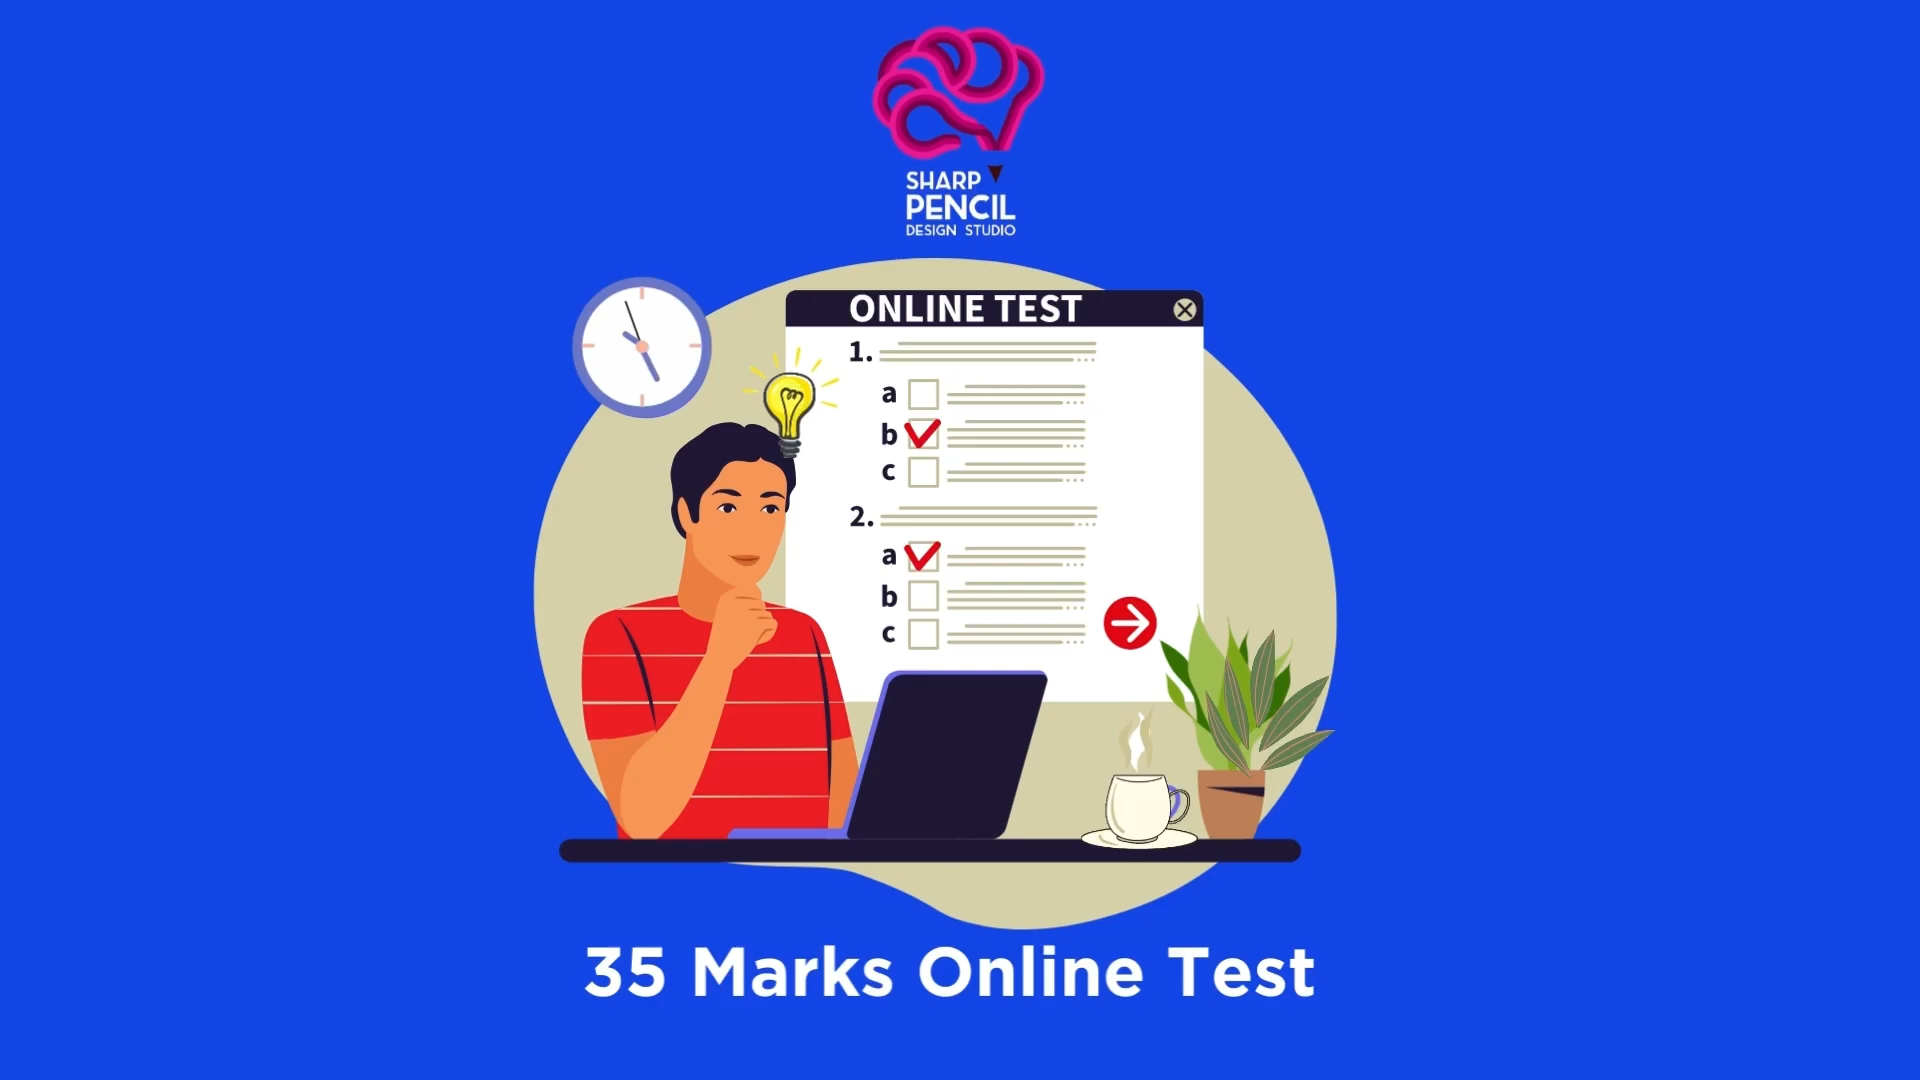 SHARP
PENCIL
DESIGN STUDIO
ONLINE TEST
1.
a
b
c
2.
a
b
c
35 Marks Online Test